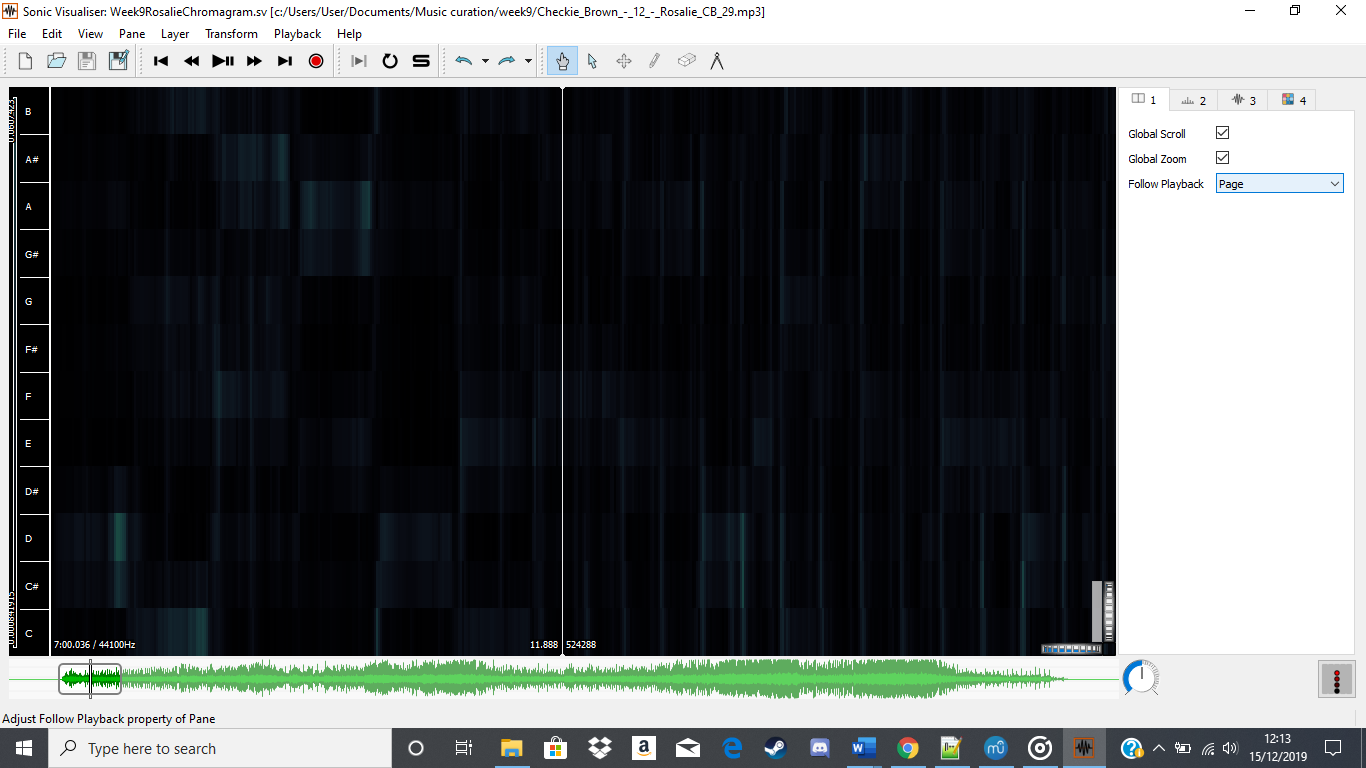 Sonic Visualiser: Week9RosalieChromagram.sv [c:/Users/User/Documents/Music curation/week9/Checkie_Brown_-_12_-_Rosalie_CB_29.mp3]
File Edit View Pane Layer Transform Playback Help
1 2 3 4
Global Scroll
Global Zoom
Follow Playback Page
0.0607423
B
A#
A
G#
G
F#
F
E
D#
D
C#
C
7:00.036 / 44100Hz 11.888 524288
Adjust Follow Playback property of Pane
Type here to search
12:13
15/12/2019